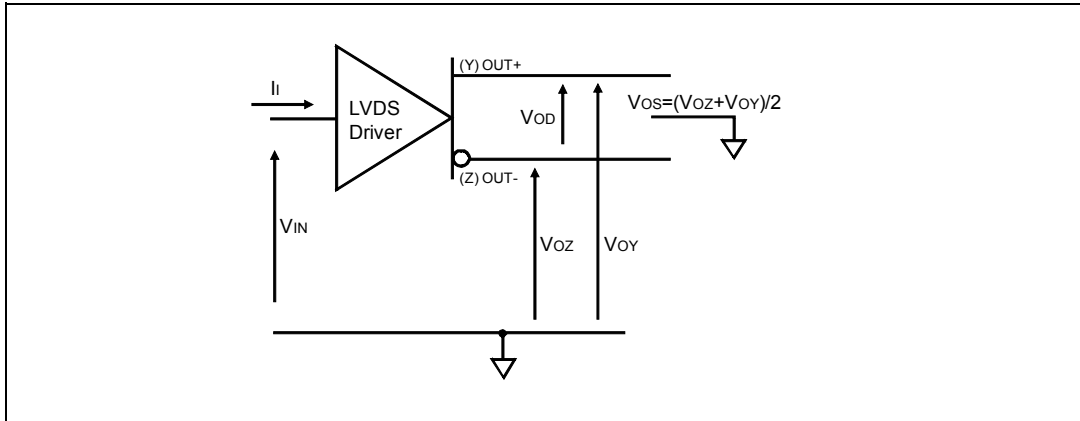 (Y) OUT+
II
LVDS
Driver
VOD
VOS=(VOZ+VOY)/2
(Z) OUT-
VIN
VOZ
VOY